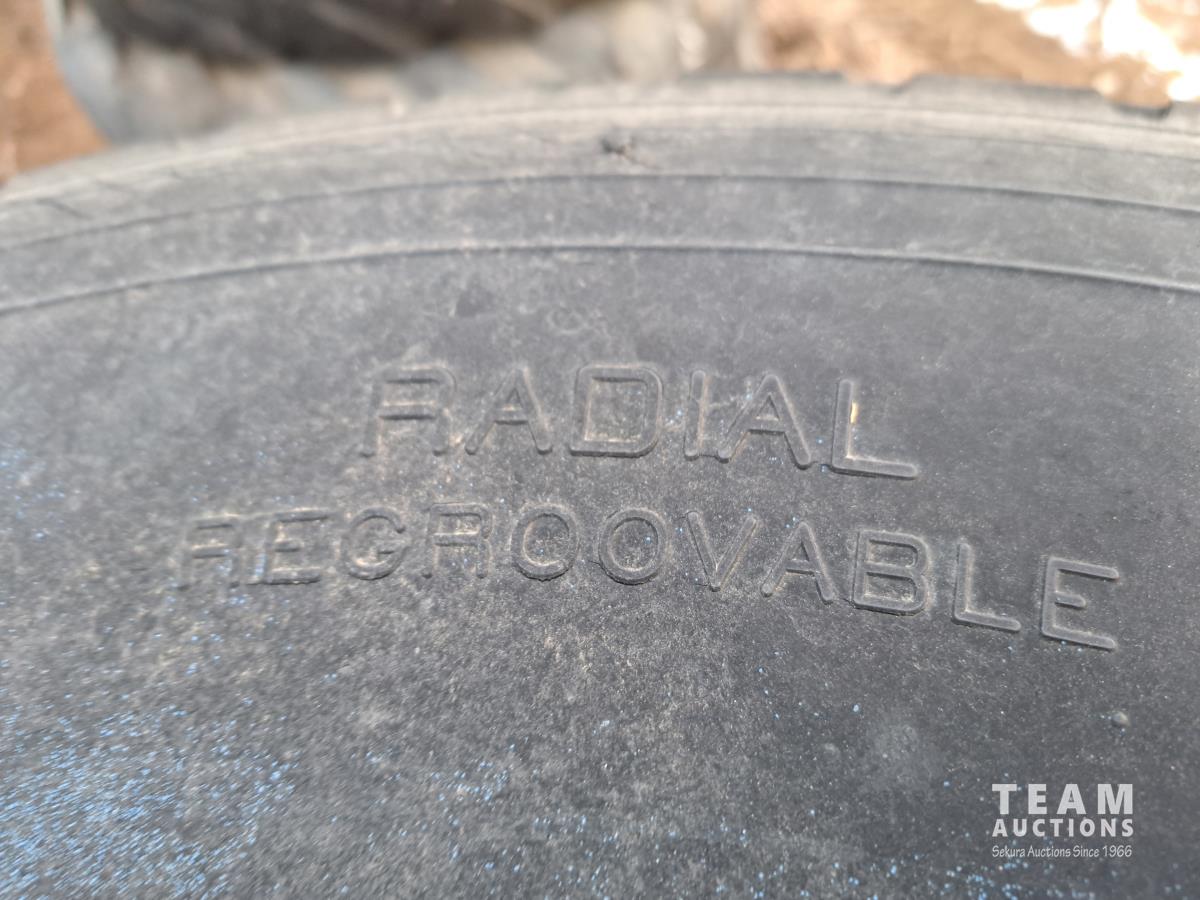 RADIAL
REGROOVABLE
TEAM
AUCTIONS
Sekura Auctions Since 1966